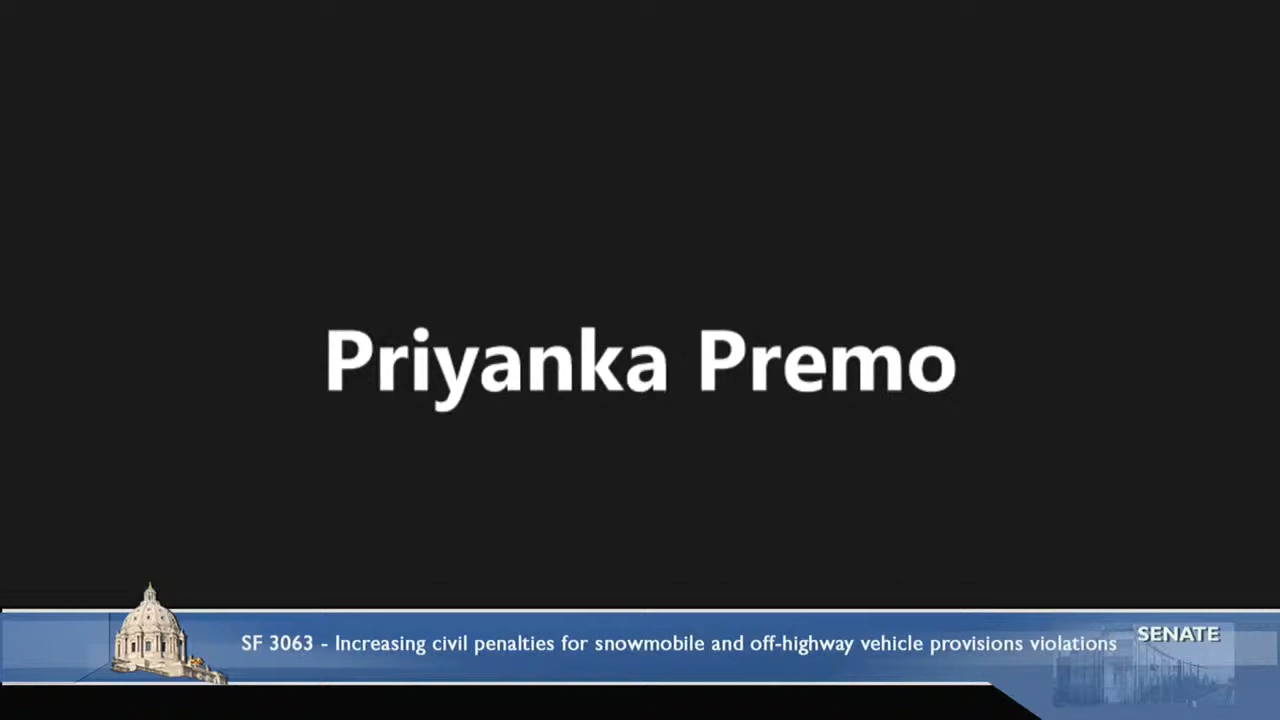 Priyanka Premo
SF 3063 - Increasing civil penalties for snowmobile and off-highway vehicle provisions violations
SENATE